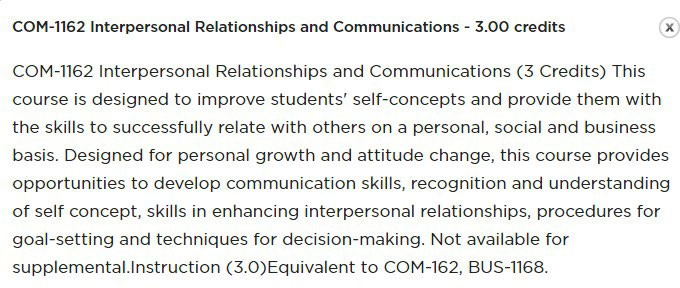 COM-1162 Interpersonal Relationships and Communications - 3.00 credits
x
COM-1162 Interpersonal Relationships and Communications (3 Credits) This
course is designed to improve students' self-concepts and provide them with
the skills to successfully relate with others on a personal, social and business
basis. Designed for personal growth and attitude change, this course provides
opportunities to develop communication skills, recognition and understanding
of self concept, skills in enhancing interpersonal relationships, procedures for
goal-setting and techniques for decision-making. Not available for
supplemental.Instruction (3.0)Equivalent to COM-162, BUS-1168.